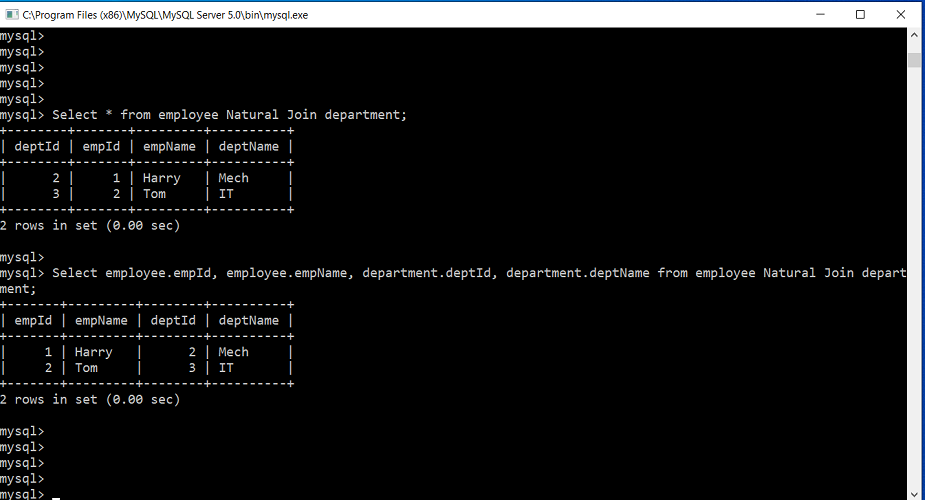 C:\Program Files (x86)\MySQL\MySQL Server 5.0\bin\mysql.exe
mysql>
mysql>
mysql>
mysql>
mysql>
mysql> Select * from employee Natural Join department;
+--------+-------+---------+----------+
| deptId | empId | empName | deptName |
+--------+-------+---------+----------+
|      2 |     1 | Harry   | Mech     |
|      3 |     2 | Tom     | IT       |
+--------+-------+---------+----------+
2 rows in set (0.00 sec)

mysql>
mysql> Select employee.empId, employee.empName, department.deptId, department.deptName from employee Natural Join depart
ment;
+-------+---------+--------+----------+
| empId | empName | deptId | deptName |
+-------+---------+--------+----------+
|     1 | Harry   |      2 | Mech     |
|     2 | Tom     |      3 | IT       |
+-------+---------+--------+----------+
2 rows in set (0.00 sec)

mysql>
mysql>
mysql>
mysql>
mysql> _